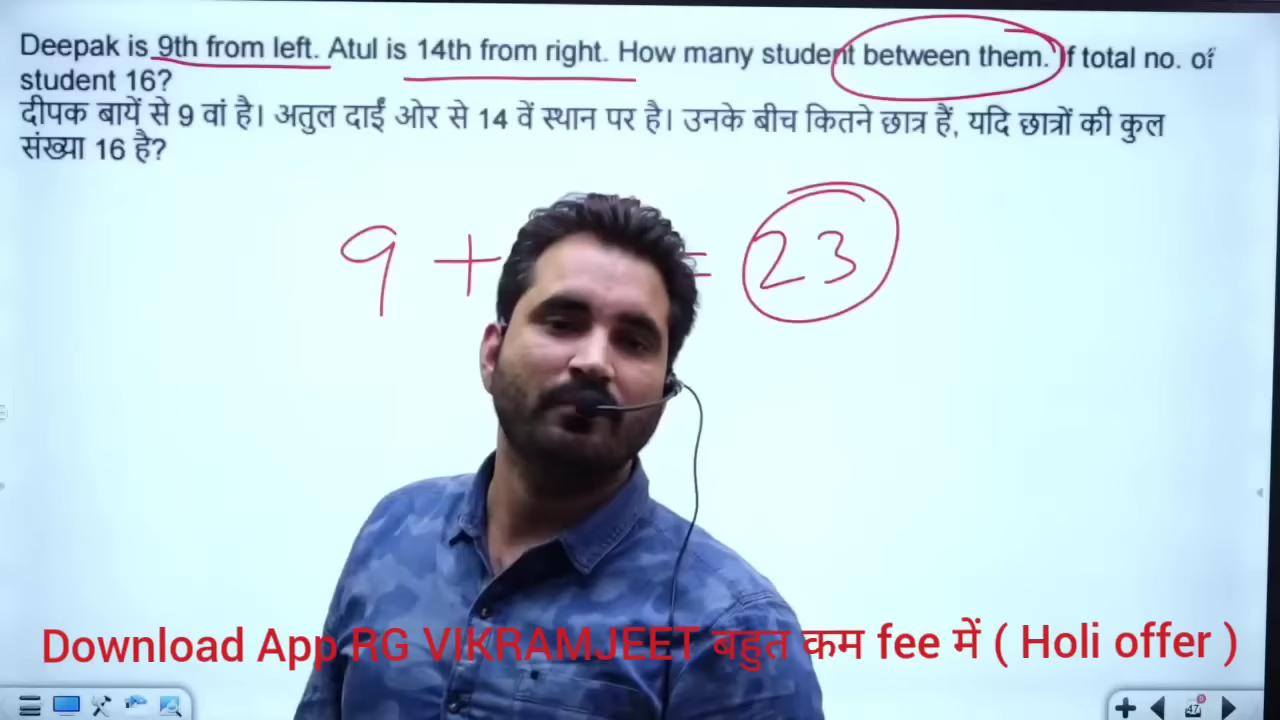 Deepak is 9th from left. Atul is 14th from right. How many student between them. If total no. of
student 16?
दीपक बायें से 9 वां है। अतुल दाईं ओर से 14 वें स्थान पर है। उनके बीच कितने छात्र हैं, यदि छात्रों की कुल
संख्या 16 है?
9 + = 23
Download App RG VIKRAMJEET बहुत कम fee में ( Holi offer )
47